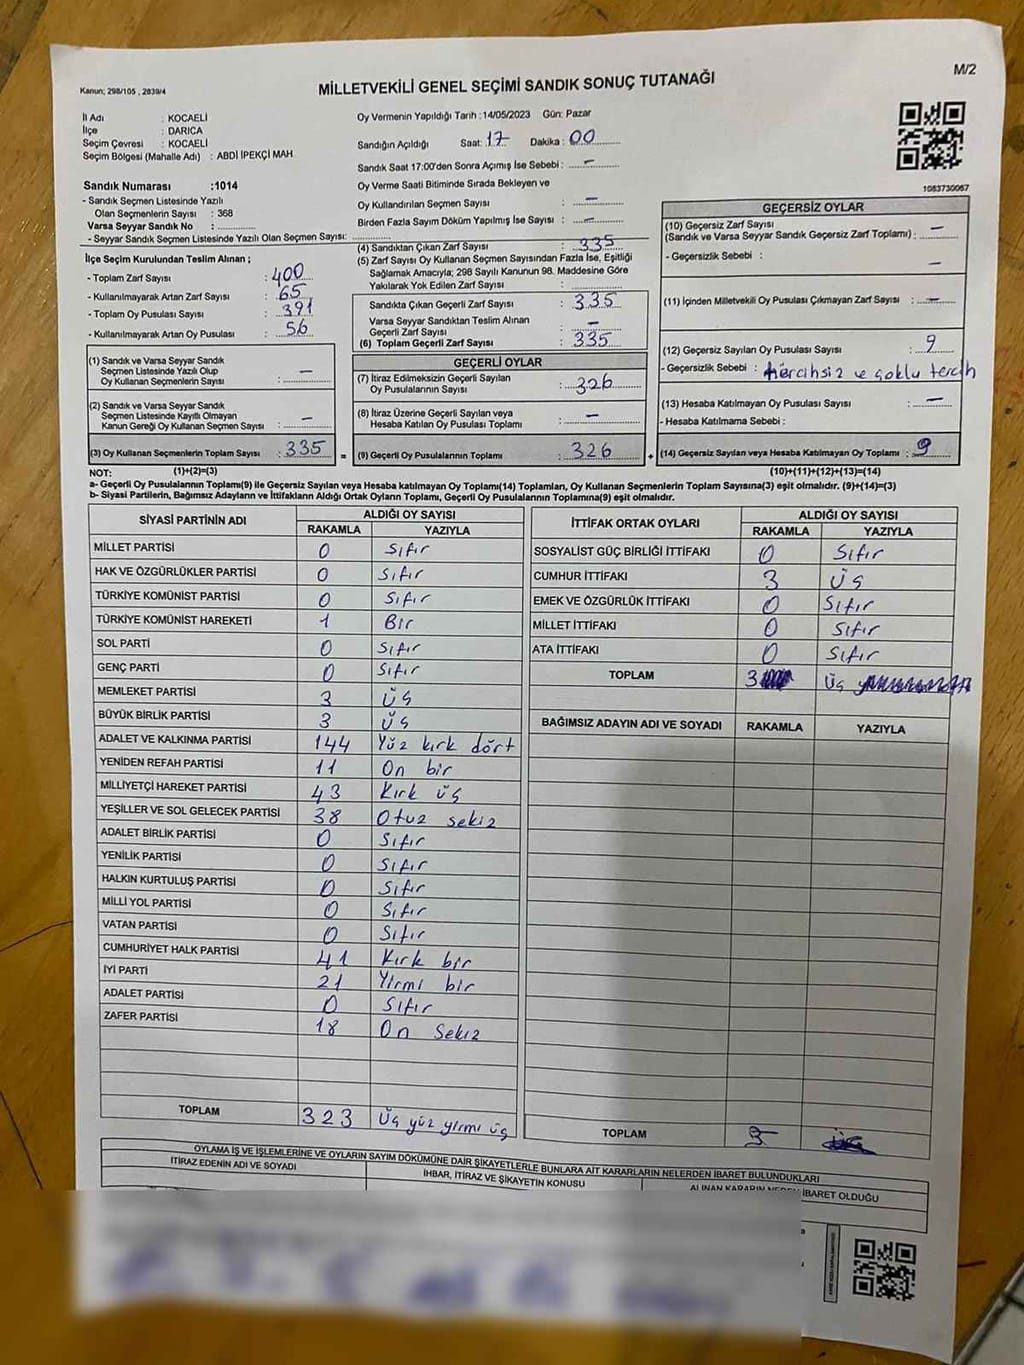 Kanun; 298/105 , 2839/4
MİLLETVEKİLİ GENEL SEÇİMİ SANDIK SONUÇ TUTANAĞI
M/2
İl Adı : KOCAELİ
İlçe : DARICA
Seçim Çevresi : KOCAELİ
Seçim Bölgesi (Mahalle Adı) : ABDİ İPEKÇİ MAH.
Oy Vermenin Yapıldığı Tarih :14/05/2023 Gün: Pazar
Sandığın Açıldığı Saat: 17 Dakika : 00
Sandık Saat 17:00'den Sonra Açılmış İse Sebebi : –
Oy Verme Saati Bitiminde Sırada Bekleyen ve
Oy Kullandırılan Seçmen Sayısı –
Birden Fazla Sayım Döküm Yapılmış İse Sayısı : –
1083730067
Sandık Numarası :1014
- Sandık Seçmen Listesinde Yazılı
Olan Seçmenlerin Sayısı : 368
Varsa Seyyar Sandık No :
- Seyyar Sandık Seçmen Listesinde Yazılı Olan Seçmen Sayısı:
İlçe Seçim Kurulundan Teslim Alınan ;
- Toplam Zarf Sayısı : 400
- Kullanılmayarak Artan Zarf Sayısı : 65
- Toplam Oy Pusulası Sayısı : 391
- Kullanılmayarak Artan Oy Pusulası : 56
(1) Sandık ve Varsa Seyyar Sandık
Seçmen Listesinde Yazılı Olup
Oy Kullanan Seçmenlerin Sayısı : –
(2) Sandık ve Varsa Seyyar Sandık
Seçmen Listesinde Kayıtlı Olmayan
Kanun Gereği Oy Kullanan Seçmen Sayısı : –
(3) Oy Kullanan Seçmenlerin Toplam Sayısı : 335
(4) Sandıktan Çıkan Zarf Sayısı : 335
(5) Zarf Sayısı Oy Kullanan Seçmen Sayısından Fazla İse, Eşitliği
Sağlamak Amacıyla; 298 Sayılı Kanunun 98. Maddesine Göre
Yakılarak Yok Edilen Zarf Sayısı :
Sandıkta Çıkan Geçerli Zarf Sayısı : 335
Varsa Seyyar Sandıktan Teslim Alınan
Geçerli Zarf Sayısı : –
(6) Toplam Geçerli Zarf Sayısı : 335
GEÇERLİ OYLAR
(7) İtiraz Edilmeksizin Geçerli Sayılan
Oy Pusulalarının Sayısı : 326
(8) İtiraz Üzerine Geçerli Sayılan veya
Hesaba Katılan Oy Pusulası Toplamı : –
= (9) Geçerli Oy Pusulalarının Toplamı : 326
GEÇERSİZ OYLAR
(10) Geçersiz Zarf Sayısı
(Sandık ve Varsa Seyyar Sandık Geçersiz Zarf Toplamı) : –
- Geçersizlik Sebebi : –
(11) İçinden Milletvekili Oy Pusulası Çıkmayan Zarf Sayısı : –
(12) Geçersiz Sayılan Oy Pusulası Sayısı : 9
- Geçersizlik Sebebi : tercihsiz ve çoklu tercih
(13) Hesaba Katılmayan Oy Pusulası Sayısı : –
- Hesaba Katılmama Sebebi :
+ (14) Geçersiz Sayılan veya Hesaba Katılmayan Oy Toplamı : 9
NOT: (1)+(2)=(3) (10)+(11)+(12)+(13)=(14)
a- Geçerli Oy Pusulalarının Toplamı(9) ile Geçersiz Sayılan veya Hesaba katılmayan Oy Toplamı(14) Toplamları, Oy Kullanan Seçmenlerin Toplam Sayısına(3) eşit olmalıdır. (9)+(14)=(3)
b- Siyasi Partilerin, Bağımsız Adayların ve İttifakların Aldığı Ortak Oyların Toplamı, Geçerli Oy Pusulalarının Toplamına(9) eşit olmalıdır.
SİYASİ PARTİNİN ADI ALDIĞI OY SAYISI
RAKAMLA YAZIYLA
MİLLET PARTİSİ 0 Sıfır
HAK VE ÖZGÜRLÜKLER PARTİSİ 0 Sıfır
TÜRKİYE KOMÜNİST PARTİSİ 0 Sıfır
TÜRKİYE KOMÜNİST HAREKETİ 1 Bir
SOL PARTİ 0 Sıfır
GENÇ PARTİ 0 Sıfır
MEMLEKET PARTİSİ 3 Üç
BÜYÜK BİRLİK PARTİSİ 3 Üç
ADALET VE KALKINMA PARTİSİ 144 Yüz kırk dört
YENİDEN REFAH PARTİSİ 11 On bir
MİLLİYETÇİ HAREKET PARTİSİ 43 Kırk üç
YEŞİLLER VE SOL GELECEK PARTİSİ 38 Otuz sekiz
ADALET BİRLİK PARTİSİ 0 Sıfır
YENİLİK PARTİSİ 0 Sıfır
HALKIN KURTULUŞ PARTİSİ 0 Sıfır
MİLLİ YOL PARTİSİ 0 Sıfır
VATAN PARTİSİ 0 Sıfır
CUMHURİYET HALK PARTİSİ 41 Kırk bir
İYİ PARTİ 21 Yirmi bir
ADALET PARTİSİ 0 Sıfır
ZAFER PARTİSİ 18 On Sekiz
TOPLAM 323 Üç yüz yirmi üç
İTTİFAK ORTAK OYLARI ALDIĞI OY SAYISI
RAKAMLA YAZIYLA
SOSYALİST GÜÇ BİRLİĞİ İTTİFAKI 0 Sıfır
CUMHUR İTTİFAKI 3 Üç
EMEK VE ÖZGÜRLÜK İTTİFAKI 0 Sıfır
MİLLET İTTİFAKI 0 Sıfır
ATA İTTİFAKI 0 Sıfır
TOPLAM 3 Üç
BAĞIMSIZ ADAYIN ADI VE SOYADI RAKAMLA YAZIYLA
TOPLAM 3
OYLAMA İŞ VE İŞLEMLERİNE VE OYLARIN SAYIM DÖKÜMÜNE DAİR ŞİKAYETLERLE BUNLARA AİT KARARLARIN NELERDEN İBARET BULUNDUKLARI
İTİRAZ EDENİN ADI VE SOYADI İHBAR, İTİRAZ VE ŞİKAYETİN KONUSU ALINAN KARARIN NEDEN İBARET OLDUĞU